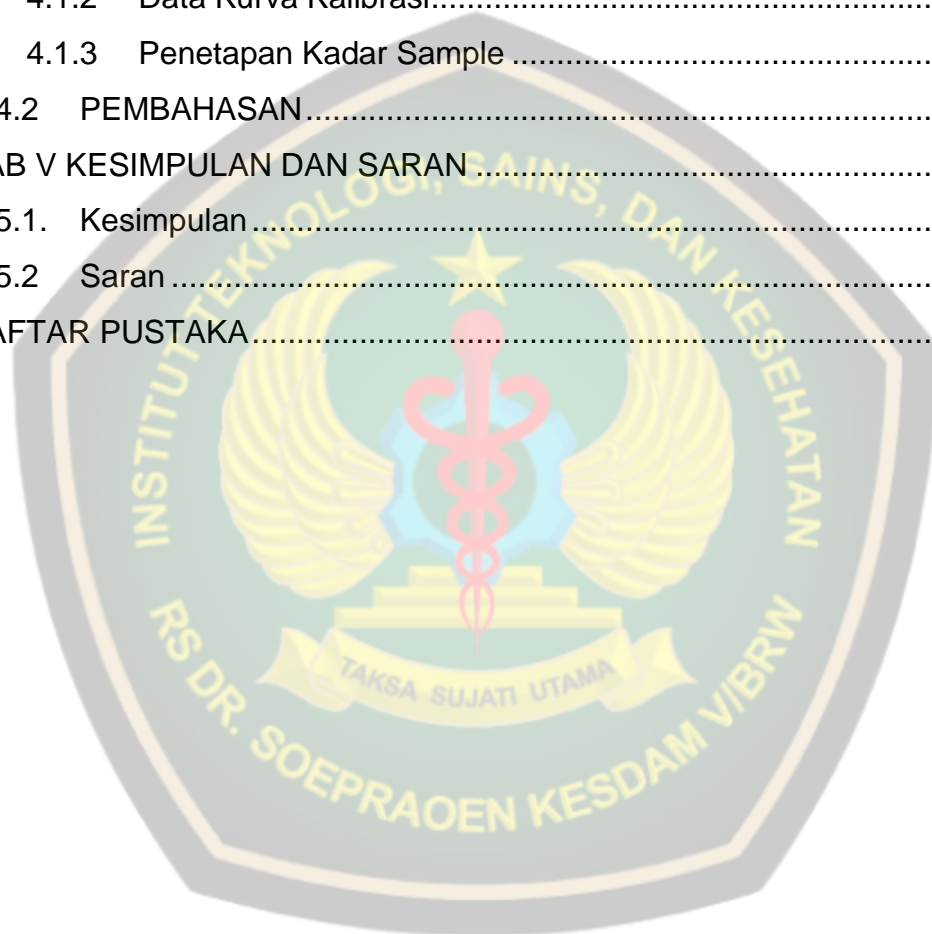 4.1.2 Data Kurva Kalibrasi..........................................................
4.1.3 Penetapan Kadar Sample ................................................
4.2 PEMBAHASAN.......................................................................
AB V KESIMPULAN DAN SARAN ...................................................
5.1. Kesimpulan ............................................................................
5.2 Saran .....................................................................................
AFTAR PUSTAKA............................................................................
INSTITUT TEKNOLOGI, SAINS, DAN KESEHATAN
TAKSA SUJATI UTAMA
RS DR. SOEPRAOEN KESDAM V/BRW